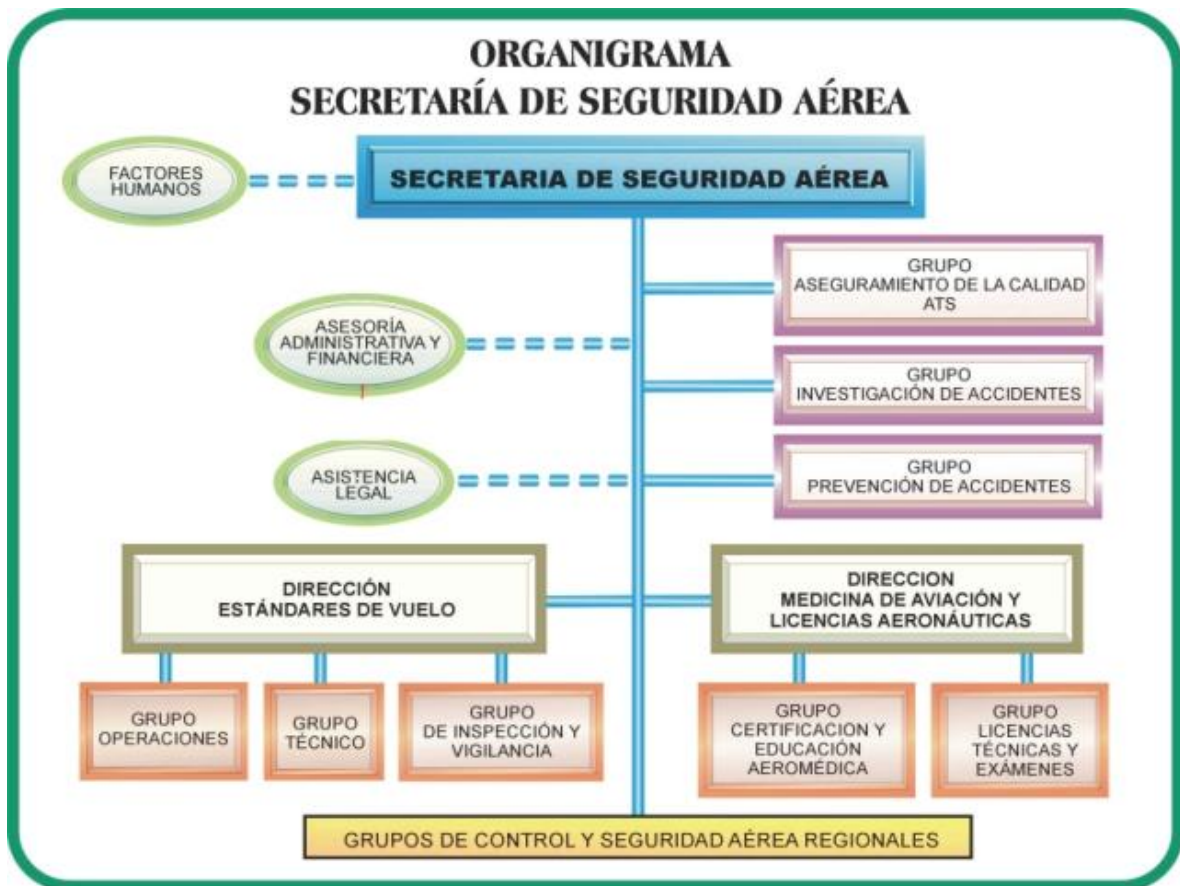 ORGANIGRAMA
SECRETARÍA DE SEGURIDAD AÉREA
FACTORES
HUMANOS
SECRETARIA DE SEGURIDAD AÉREA
GRUPO
ASEGURAMIENTO DE LA CALIDAD
ATS
ASESORÍA
ADMINISTRATIVA Y
FINANCIERA
GRUPO
INVESTIGACIÓN DE ACCIDENTES
ASISTENCIA
LEGAL
GRUPO
PREVENCIÓN DE ACCIDENTES
DIRECCIÓN
ESTÁNDARES DE VUELO
DIRECCION
MEDICINA DE AVIACIÓN Y
LICENCIAS AERONÁUTICAS
GRUPO
OPERACIONES
GRUPO
TÉCNICO
GRUPO
DE INSPECCIÓN Y
VIGILANCIA
GRUPO
CERTIFICACION Y
EDUCACIÓN
AEROMÉDICA
GRUPO
LICENCIAS
TÉCNICAS Y
EXÁMENES
GRUPOS DE CONTROL Y SEGURIDAD AÉREA REGIONALES